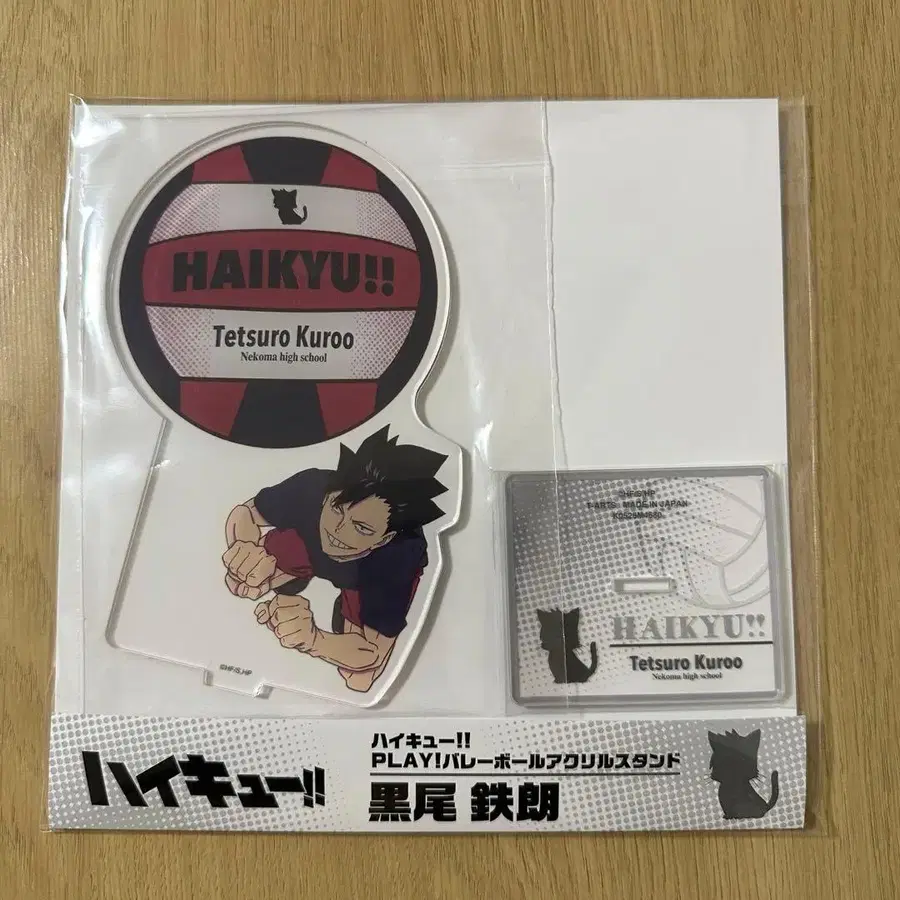 HAIKYU!!
Tetsuro Kuroo
Nekoma high school
©HF/S,HP
©HF/S,HP
T-ARTS MADE IN JAPAN
HAIKYU!!
Tetsuro Kuroo
Nekoma high school
ハイキュー!!
ハイキュー!!
PLAY!バレーボールアクリルスタンド
黒尾 鉄朗